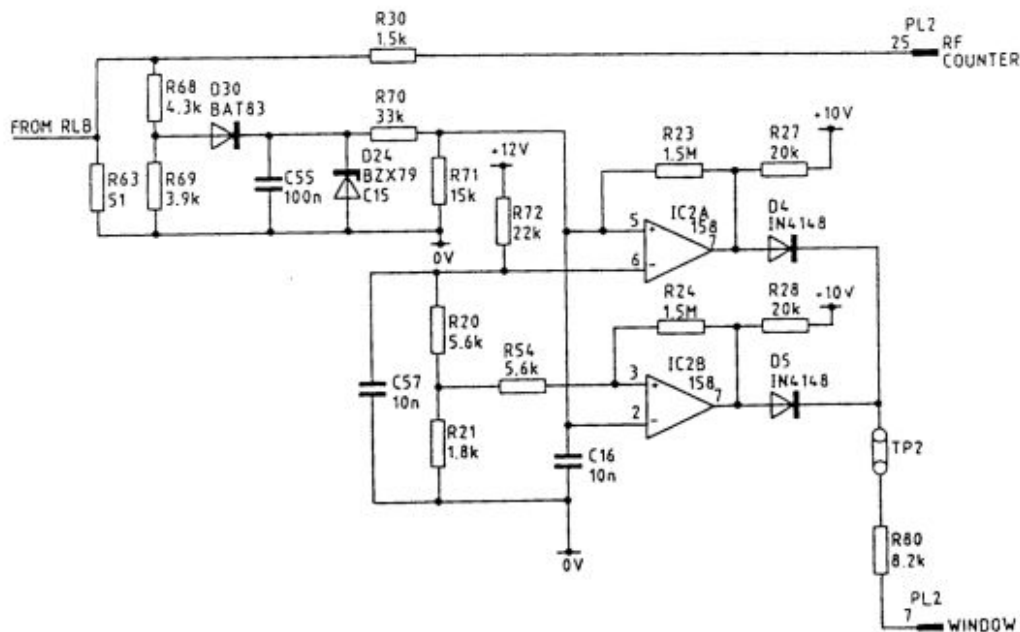 R30
1.5k
PL2
25 RF
COUNTER
R68
4.3k
D30
BAT83
R70
33k
FROM RLB
R63
51
R69
3.9k
C55
100n
D24
BZX79
C15
R71
15k
0V
+12V
R72
22k
R23
1.5M
R27
20k
+10V
IC2A
158
5
+
6
-
7
D4
IN4148
R20
5.6k
R54
5.6k
C57
10n
R21
1.8k
C16
10n
0V
R24
1.5M
R28
20k
-10V
IC2B
158
3
+
2
-
7
D5
IN4148
TP2
R80
8.2k
PL2
7 WINDOW